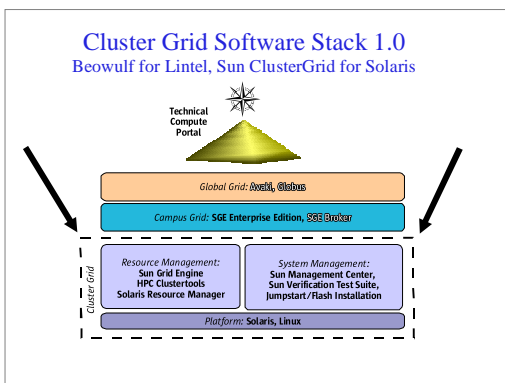 Cluster Grid Software Stack 1.0
Beowulf for Lintel, Sun ClusterGrid for Solaris
Technical
Compute
Portal
Global Grid: Avaki, Globus
Campus Grid: SGE Enterprise Edition, SGE Broker
Cluster Grid
Resource Management:
Sun Grid Engine
HPC Clustertools
Solaris Resource Manager
System Management:
Sun Management Center,
Sun Verification Test Suite,
Jumpstart/Flash Installation
Platform: Solaris, Linux